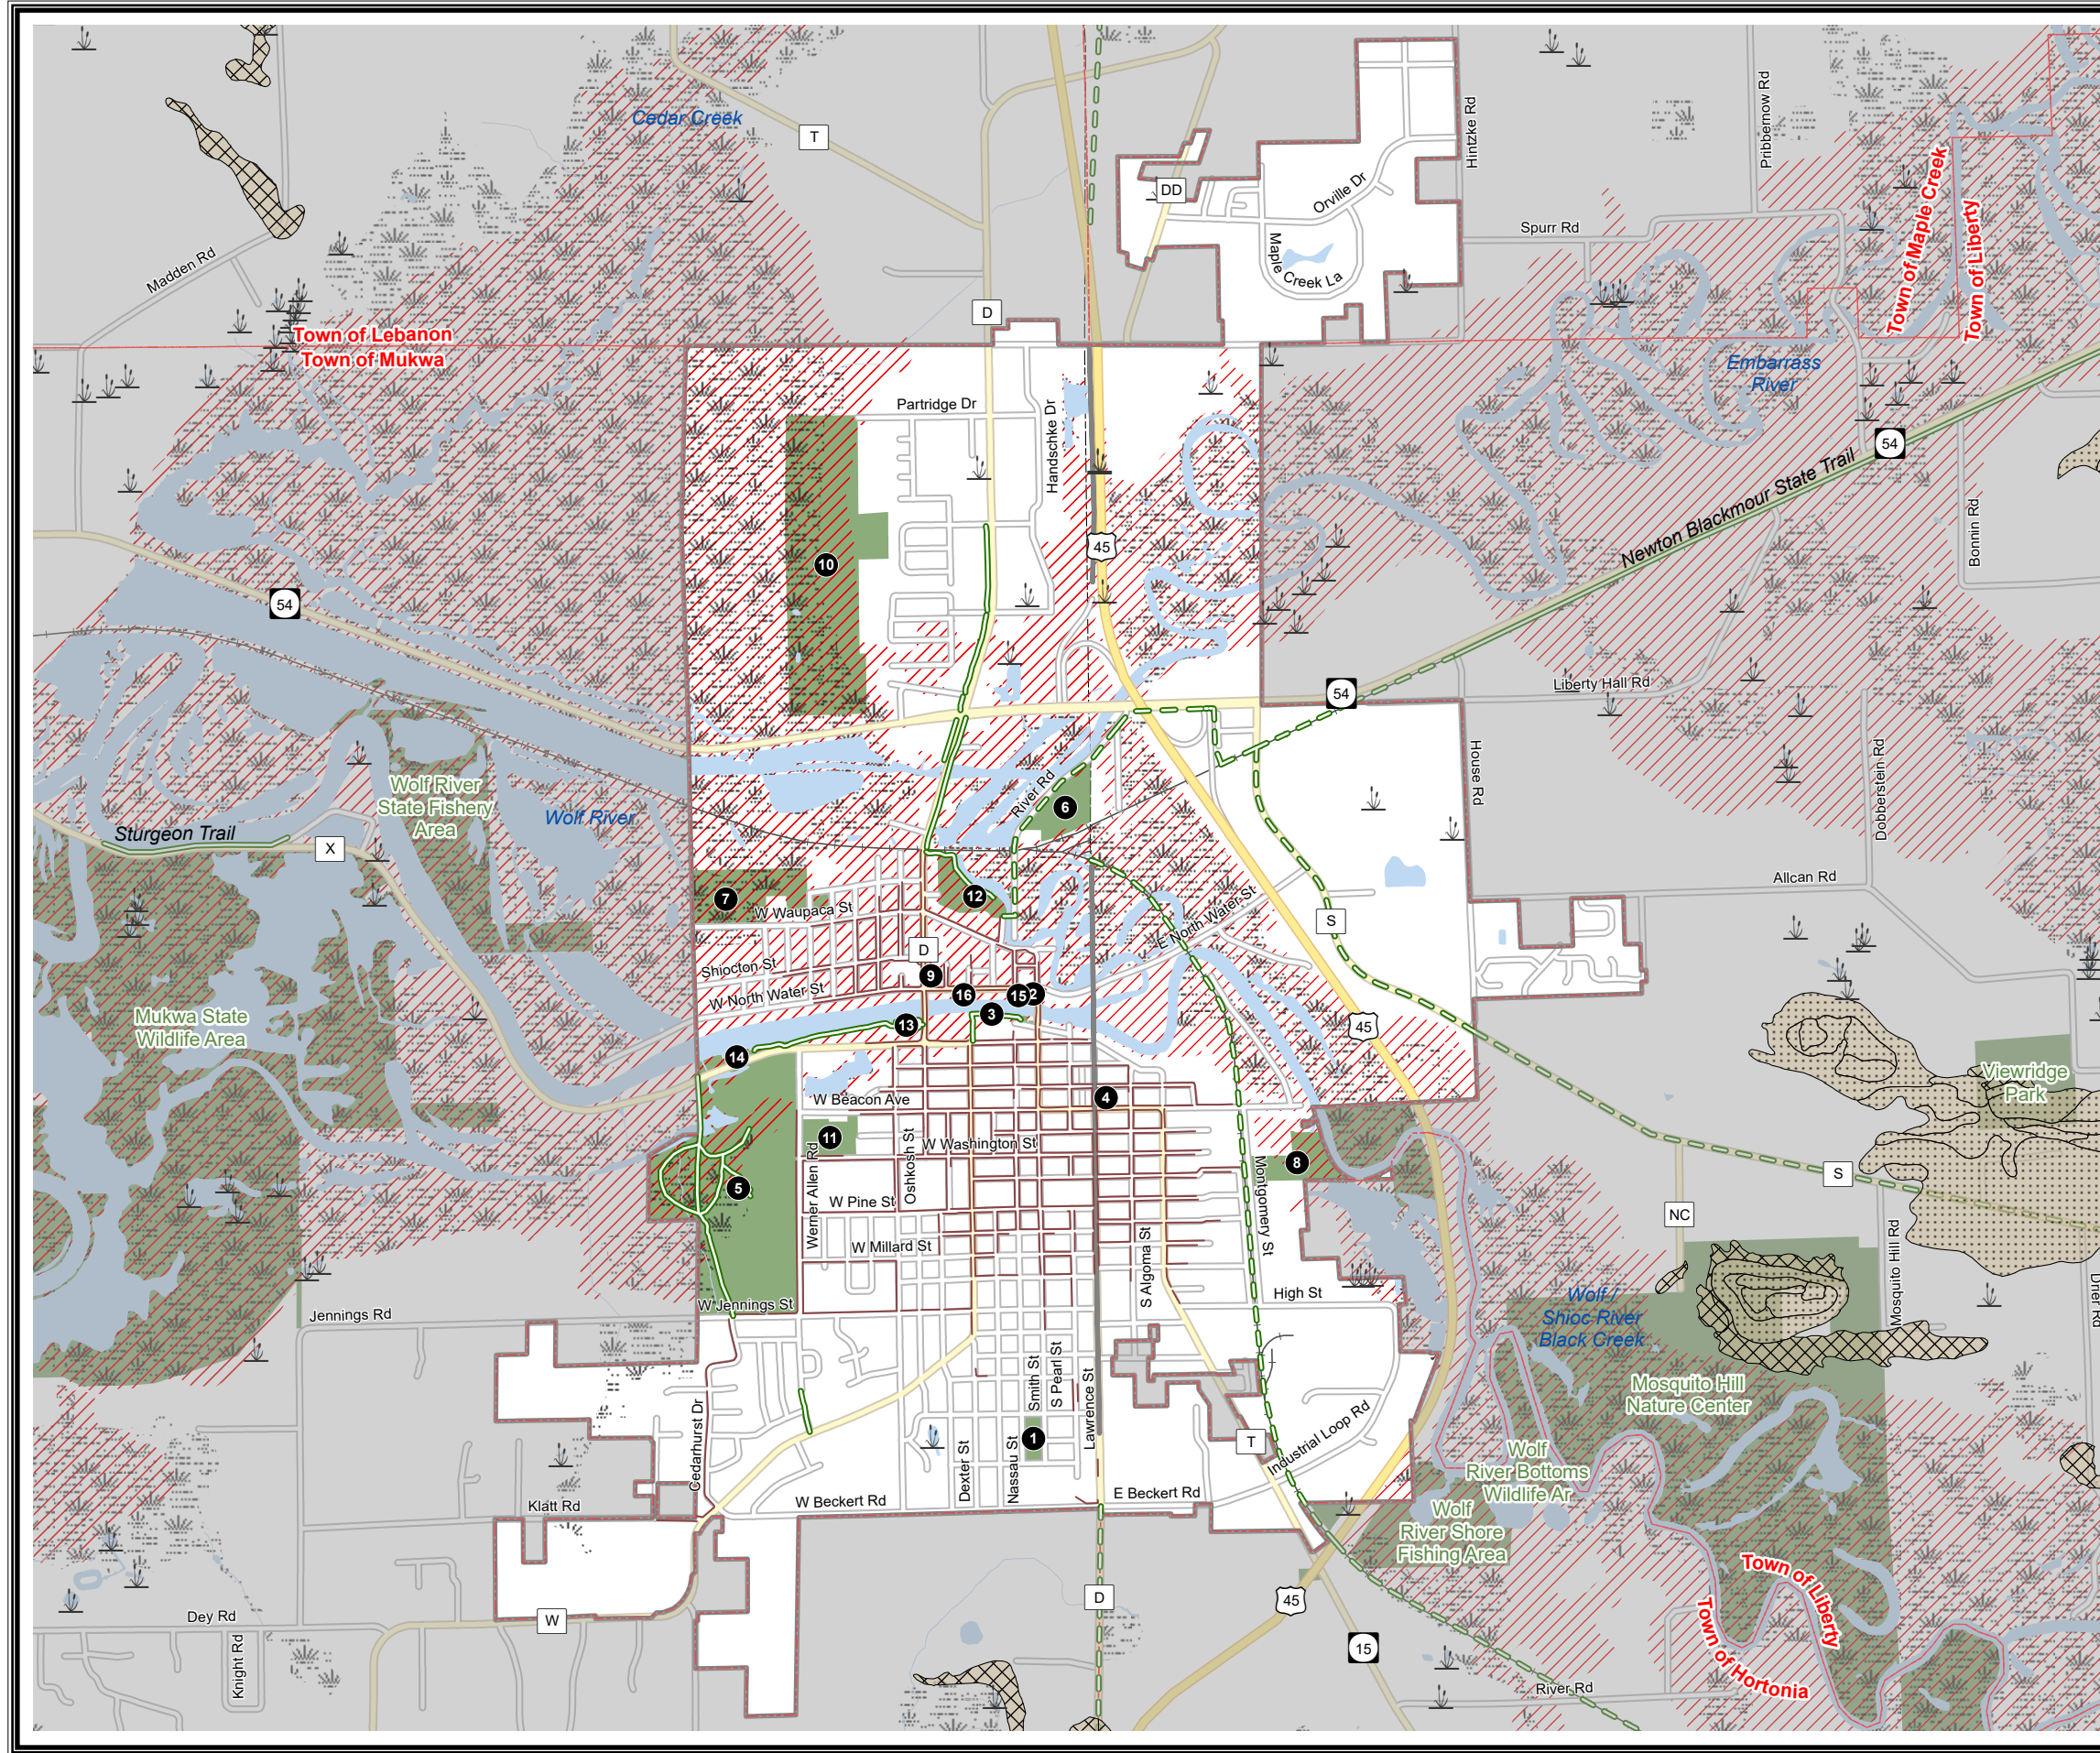 Cedar Creek
T
Hintzke Rd
Pribbernow Rd
DD
Orville Dr
Maple
Creek La
Spurr Rd
Town of Maple Creek
Town of Liberty
Madden Rd
D
Town of Lebanon
Town of Mukwa
Embarrass
River
Partridge Dr
Handschke Dr
54
Newton Blackmour State Trail
Bonnin Rd
45
10
54
54
Liberty Hall Rd
House Rd
Dobberstein Rd
Wolf River
State Fishery
Area
Wolf River
River Rd
6
Sturgeon Trail
X
Allcan Rd
7
12
W Waupaca St
E North Water St
S
D
Shiocton St
9
W North Water St
16
15
2
3
13
Mukwa State
Wildlife Area
45
14
Viewridge
Park
W Beacon Ave
4
11
W Washington St
Oshkosh St
Werner Allen Rd
8
5
Montgomery St
S
W Pine St
NC
W Millard St
S Algoma St
Mosquito Hill Rd
High St
W Jennings St
Jennings Rd
Wolf /
Shioc River
Black Creek
Smith St
S Pearl St
Lawrence St
Mosquito Hill
Nature Center
Cedarhurst Dr
1
T
Industrial Loop Rd
Dexter St
Nassau St
Wolf
River Bottoms
Wildlife Ar
W Beckert Rd
E Beckert Rd
Klatt Rd
Wolf
River Shore
Fishing Area
Town of Liberty
Town of Hortonia
D
45
Dey Rd
W
Knight Rd
15
River Rd